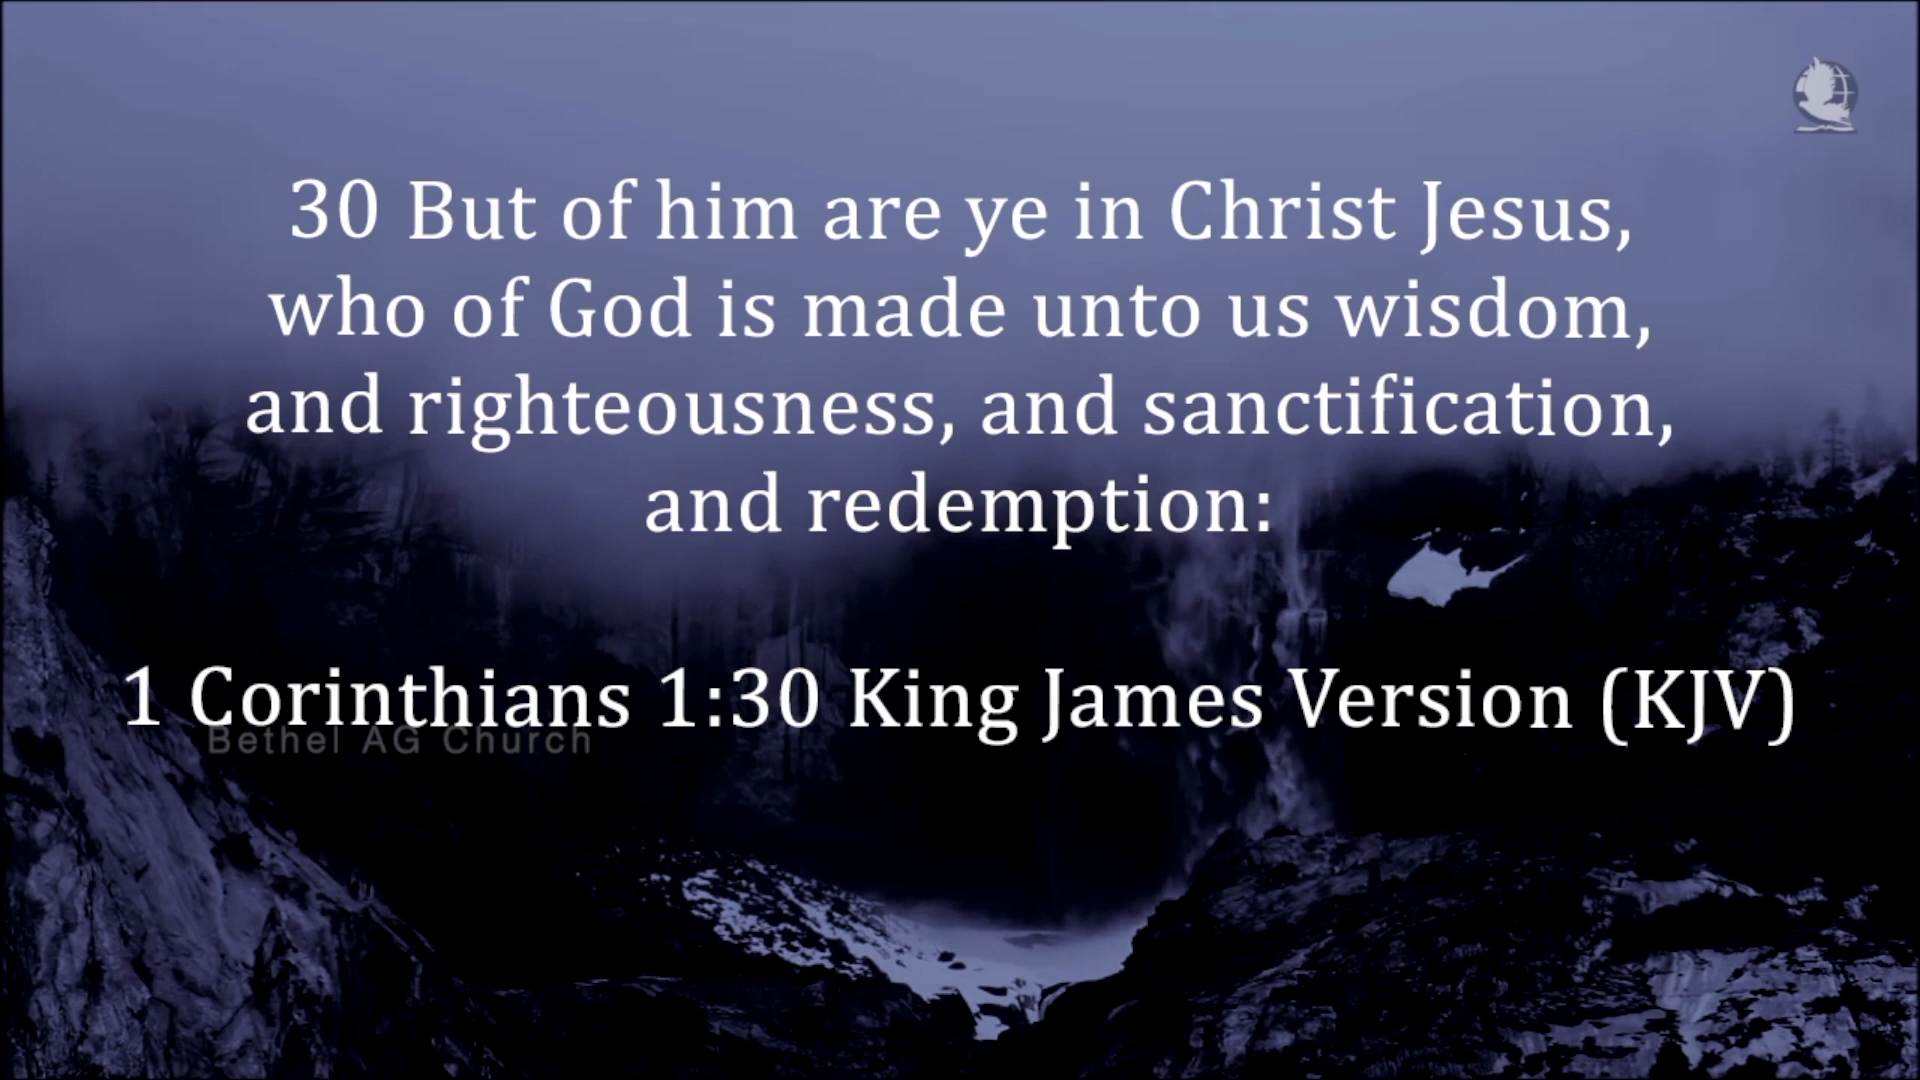 30 But of him are ye in Christ Jesus,
who of God is made unto us wisdom,
and righteousness, and sanctification,
and redemption:
1 Corinthians 1:30 King James Version (KJV)
Bethel AG Church